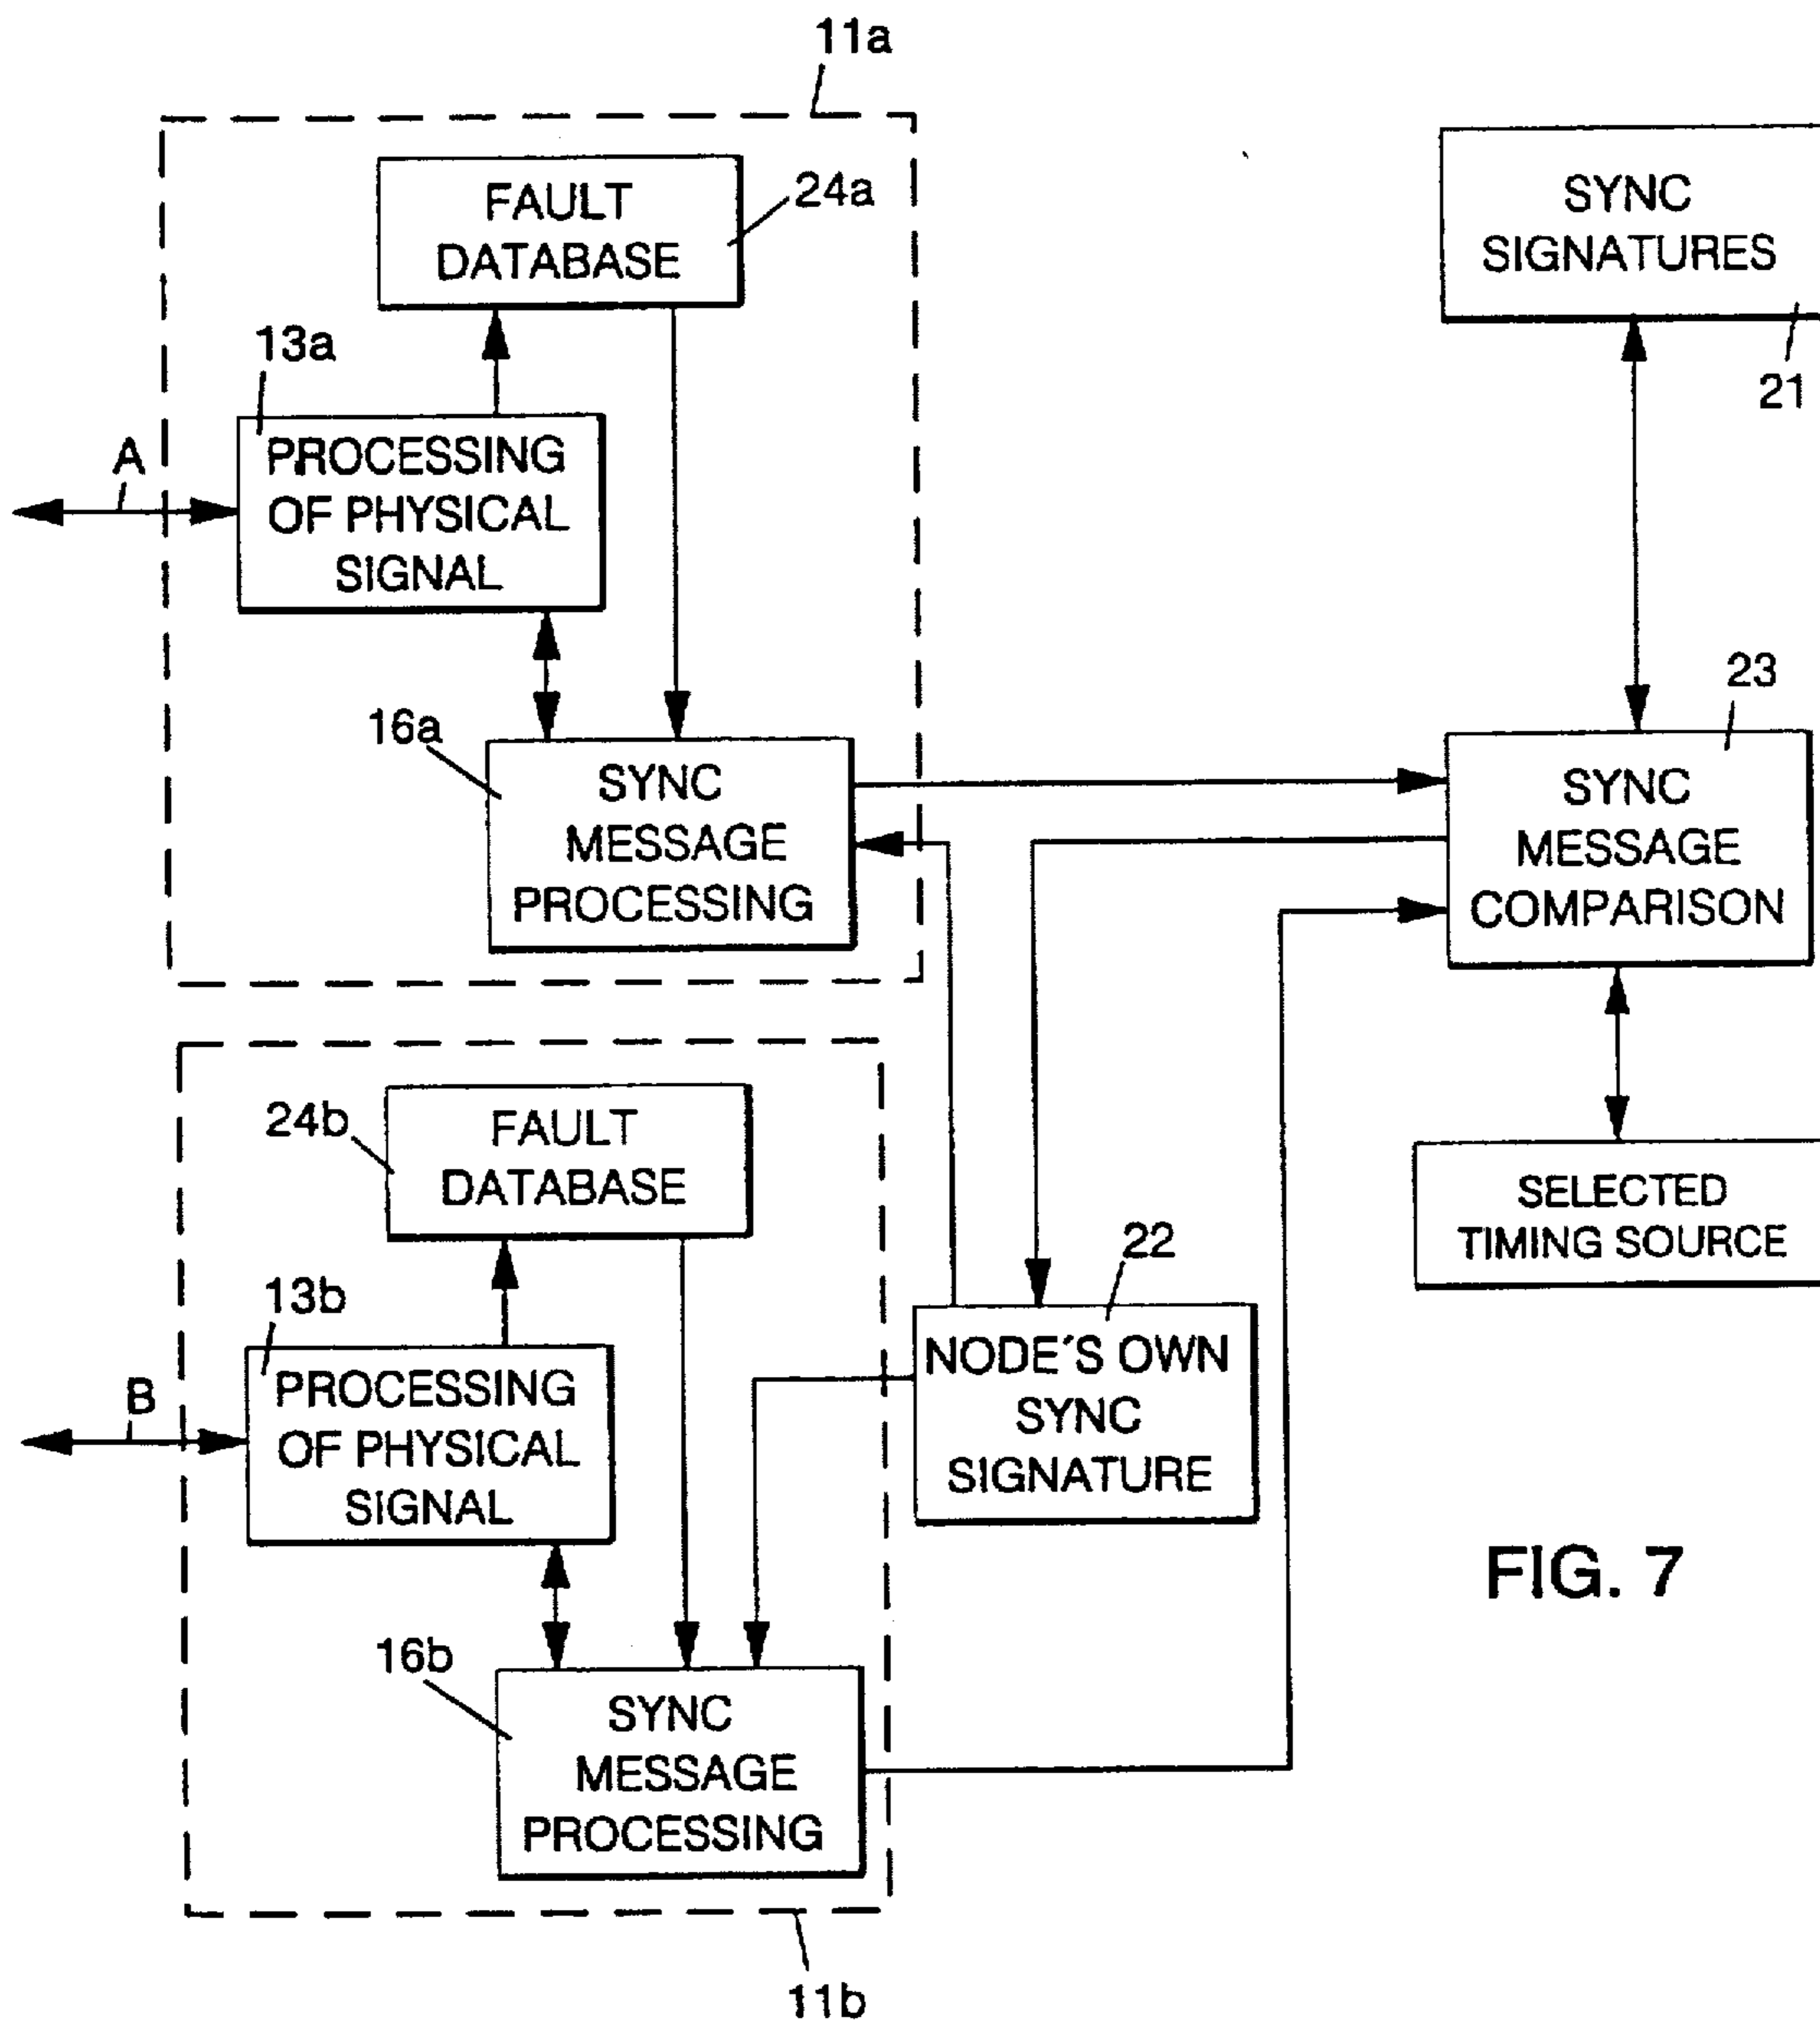 11a
FAULT
DATABASE
24a
SYNC
SIGNATURES
21
13a
A
PROCESSING
OF PHYSICAL
SIGNAL
16a
SYNC
MESSAGE
PROCESSING
23
SYNC
MESSAGE
COMPARISON
24b
FAULT
DATABASE
SELECTED
TIMING SOURCE
13b
B
PROCESSING
OF PHYSICAL
SIGNAL
22
NODE'S OWN
SYNC
SIGNATURE
16b
SYNC
MESSAGE
PROCESSING
11b
FIG. 7